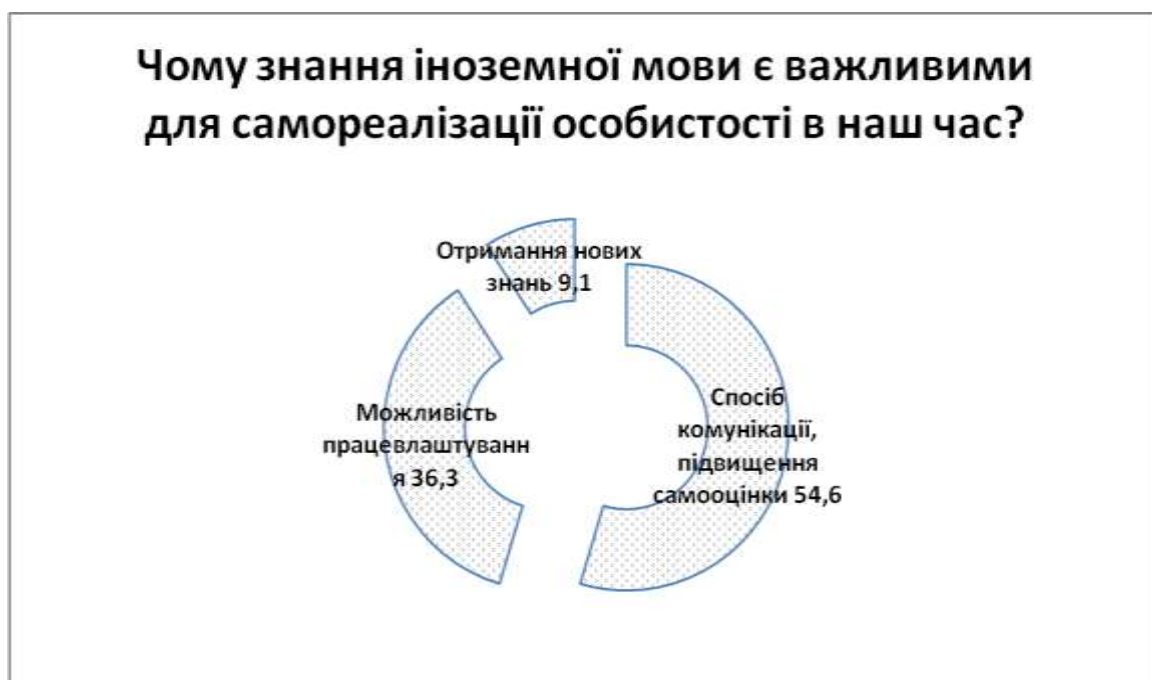 Чому знання іноземної мови є важливими
для самореалізації особистості в наш час?
Отримання нових
знань 9,1
Можливість
працевлаштуванн
я 36,3
Спосіб
комунікації,
підвищення
самооцінки 54,6